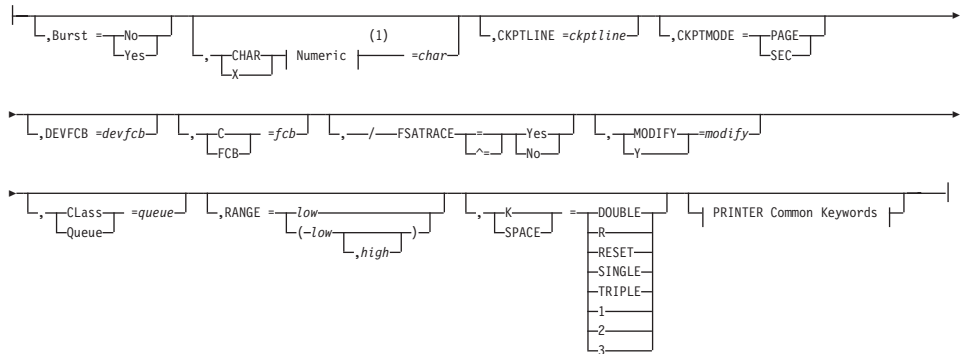 ,Burst = No
Yes
,CHAR
X
Numeric
(1)
=char
,CKPTLINE =ckptline
,CKPTMODE = PAGE
SEC
,DEVFCB =devfcb
,C
FCB
=fcb
, / FSATRACE =
^=
Yes
No
,MODIFY
Y
=modify
,CLass
Queue
=queue
,RANGE = low
(low
,high
)
,K
SPACE
= DOUBLE
R
RESET
SINGLE
TRIPLE
1
2
3
PRINTER Common Keywords